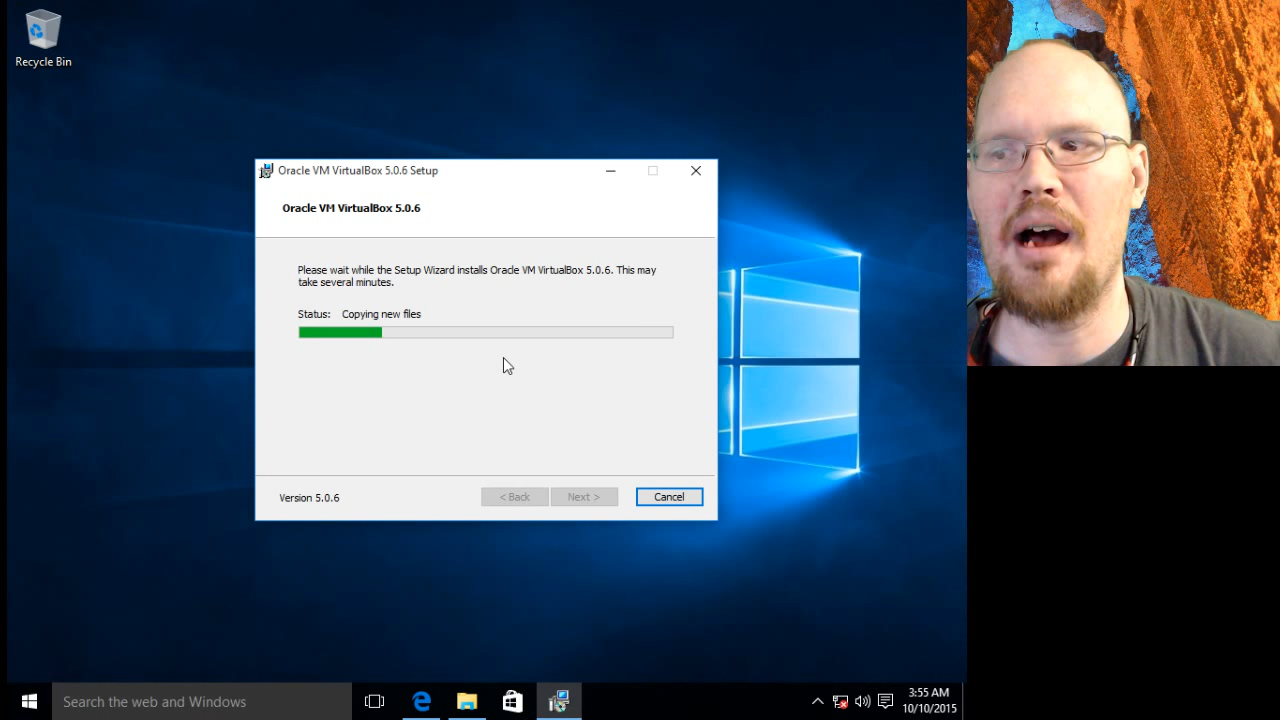 Recycle Bin
Oracle VM VirtualBox 5.0.6 Setup
Oracle VM VirtualBox 5.0.6
Please wait while the Setup Wizard installs Oracle VM VirtualBox 5.0.6. This may
take several minutes.
Status: Copying new files
Version 5.0.6
< Back
Next >
Cancel
Search the web and Windows
3:55 AM
10/10/2015